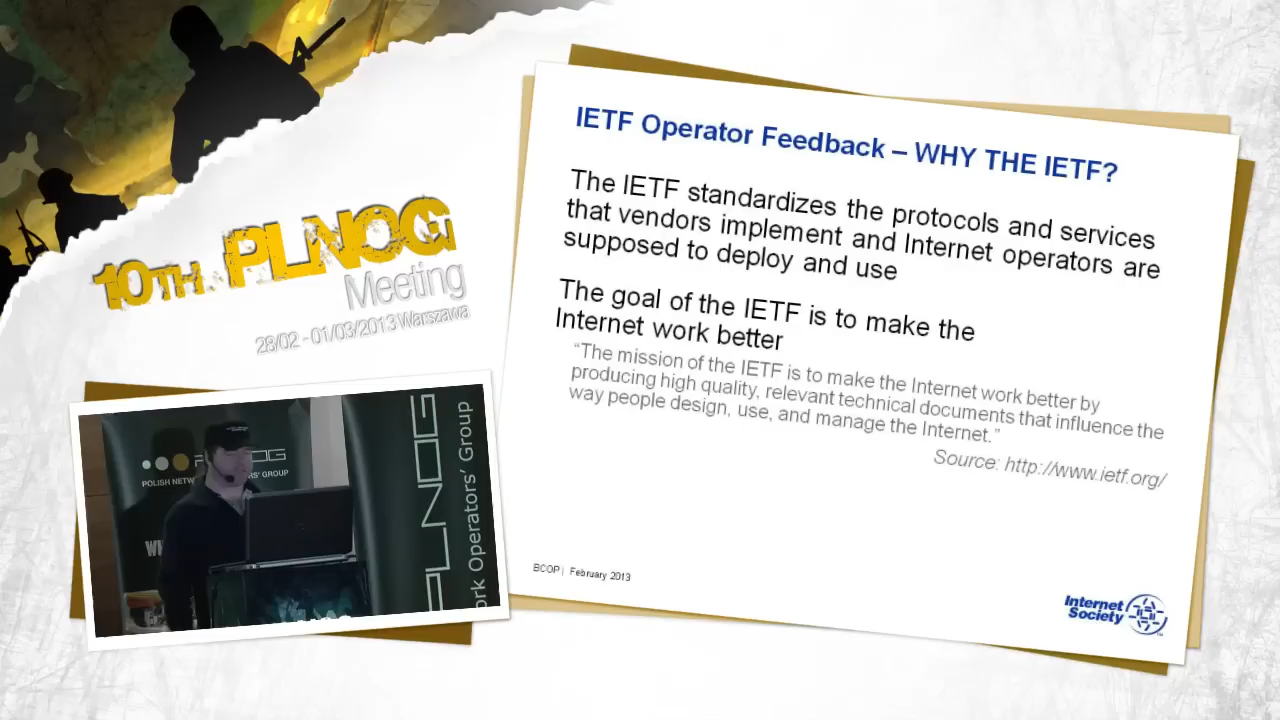 10TH. PLNOG
Meeting
28/02 - 01/03/2013 Warszawa
IETF Operator Feedback – WHY THE IETF?
The IETF standardizes the protocols and services
that vendors implement and Internet operators are
supposed to deploy and use
The goal of the IETF is to make the
Internet work better
“The mission of the IETF is to make the Internet work better by
producing high quality, relevant technical documents that influence the
way people design, use, and manage the Internet.”
Source: http://www.ietf.org/
BCOP | February 2013
Internet
Society
POLISH
GROUP
PLNOG
Operators' Group